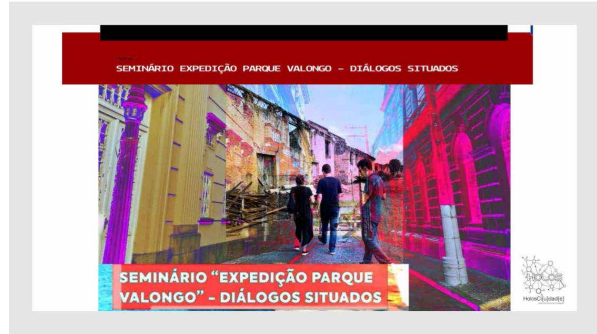 SEMINÁRIO EXPEDIÇÃO PARQUE VALONGO – DIÁLOGOS SITUADOS
SEMINÁRIO “EXPEDIÇÃO PARQUE
VALONGO” – DIÁLOGOS SITUADOS
HOLOS